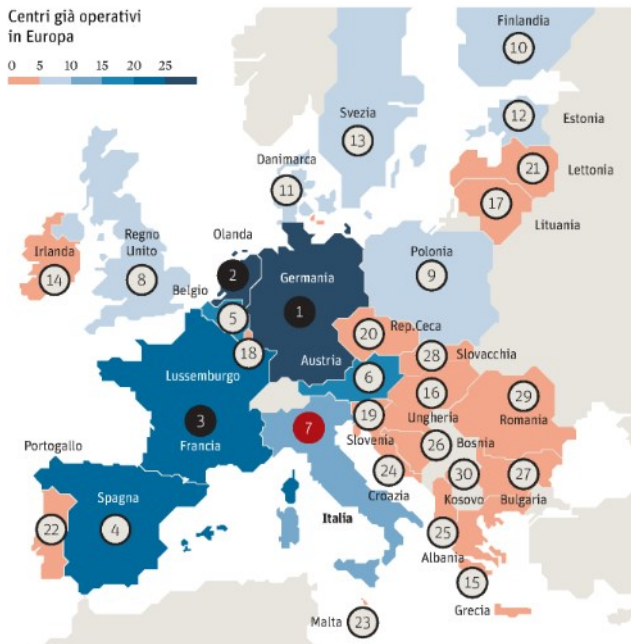 Centri già operativi
in Europa
0 5 10 15 20 25
Finlandia
10
Svezia
13
12
Estonia
21
Lettonia
17
Lituania
Danimarca
11
Irlanda
14
Regno
Unito
8
Olanda
2
Germania
1
Polonia
9
Belgio
5
18
Lussemburgo
20
Rep.Ceca
Austria
6
28
Slovacchia
16
Ungheria
29
Romania
3
Francia
7
19
Slovenia
26
Bosnia
24
Croazia
30
Kosovo
27
Bulgaria
Portogallo
22
Spagna
4
Italia
25
Albania
15
Grecia
Malta
23